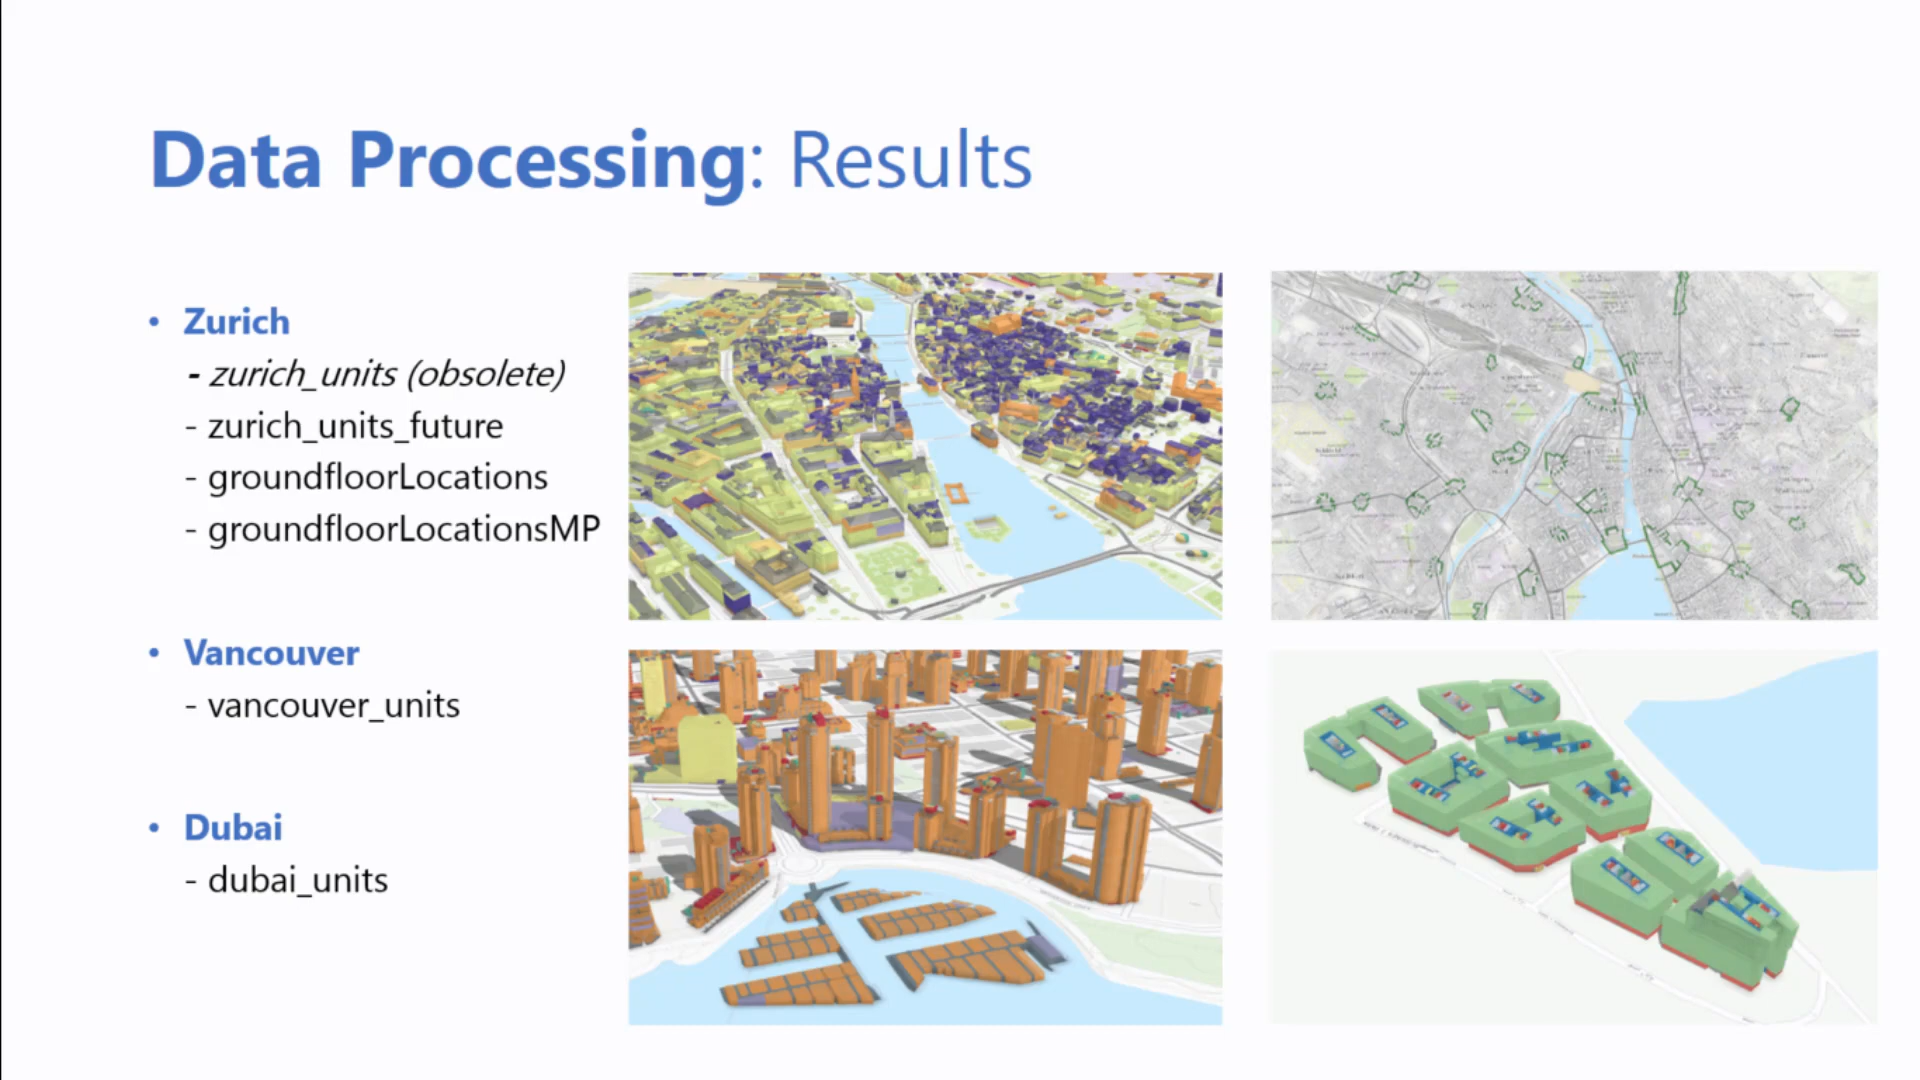 Data Processing: Results
• Zurich
- zurich_units (obsolete)
- zurich_units_future
- groundfloorLocations
- groundfloorLocationsMP
• Vancouver
- vancouver_units
• Dubai
- dubai_units